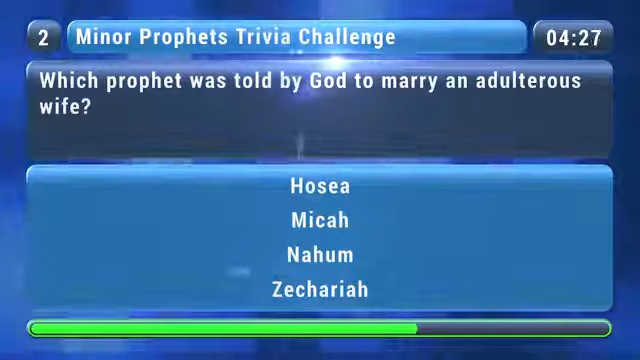 2
Minor Prophets Trivia Challenge
04:27
Which prophet was told by God to marry an adulterous
wife?
Hosea
Micah
Nahum
Zechariah